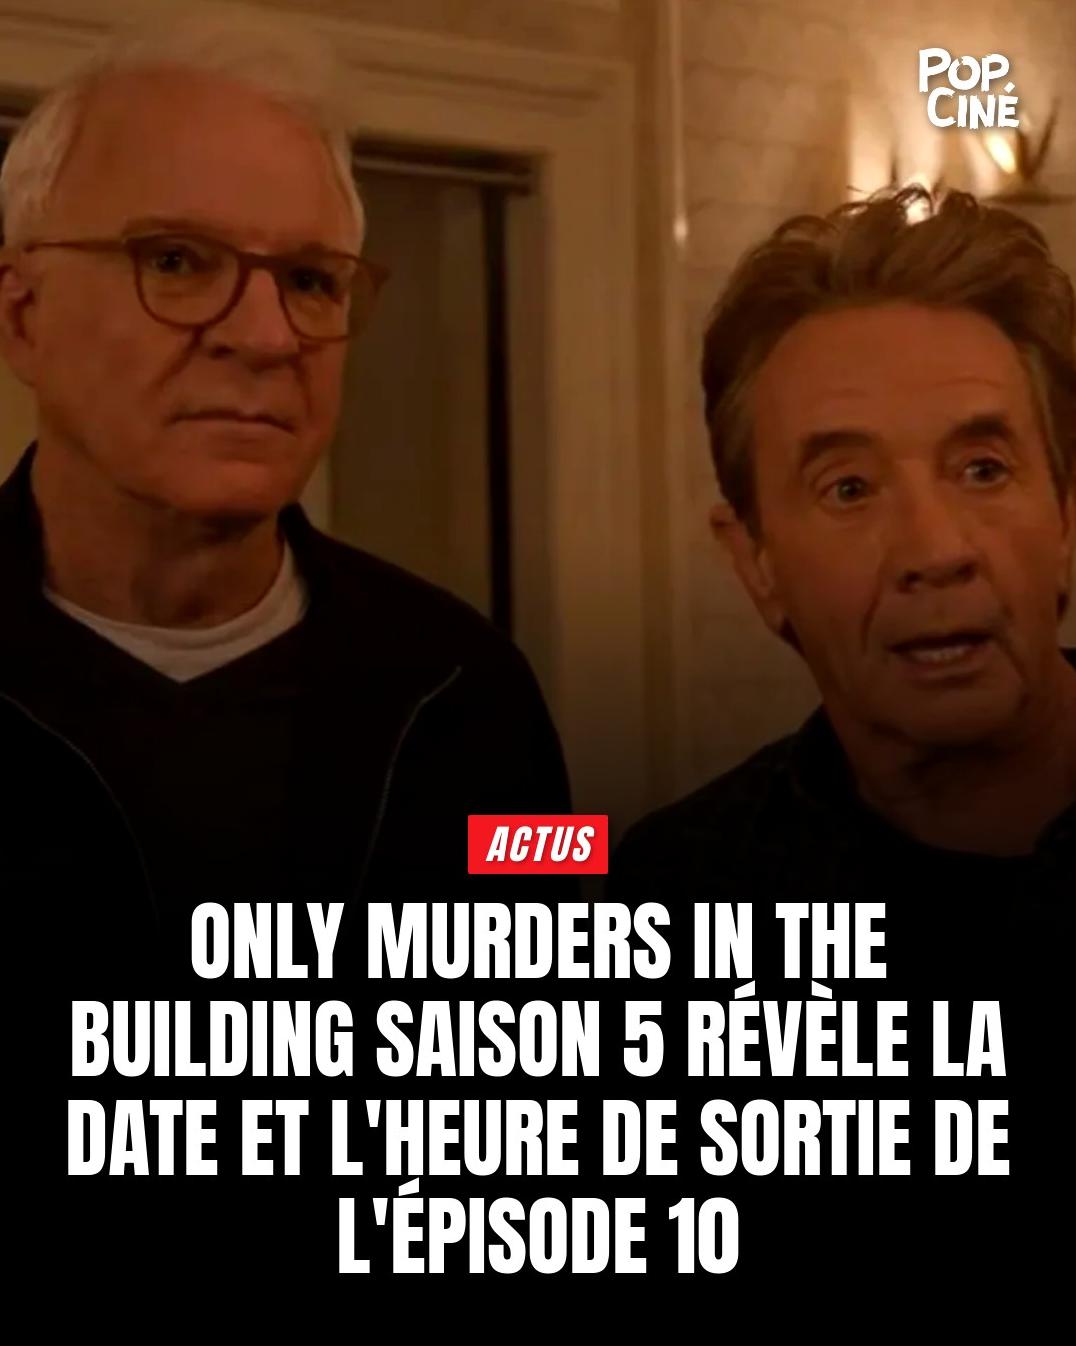 POP.
CINÉ
ACTUS
ONLY MURDERS IN THE
BUILDING SAISON 5 RÉVÈLE LA
DATE ET L'HEURE DE SORTIE DE
L'ÉPISODE 10